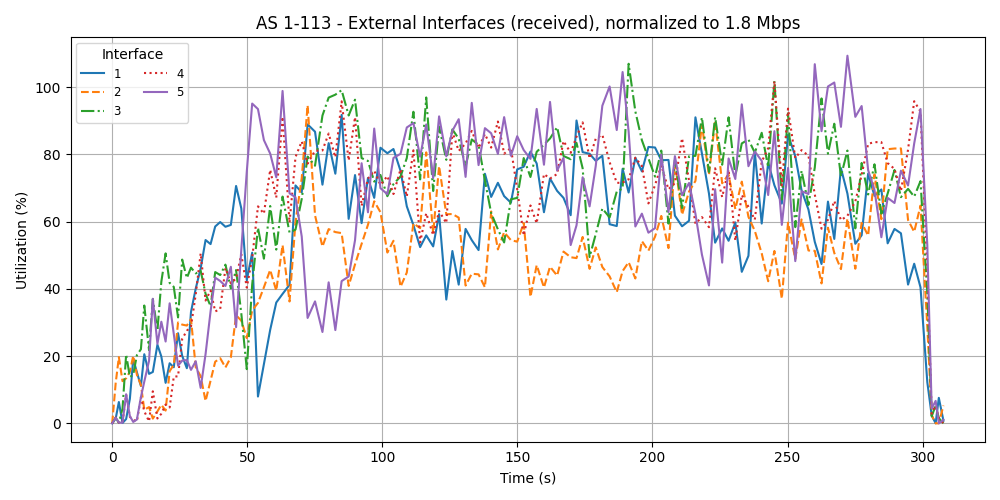 AS 1-113 - External Interfaces (received), normalized to 1.8 Mbps
Interface
1 4
2 5
3
Utilization (%)
100
80
60
40
20
0
0 50 100 150 200 250 300
Time (s)